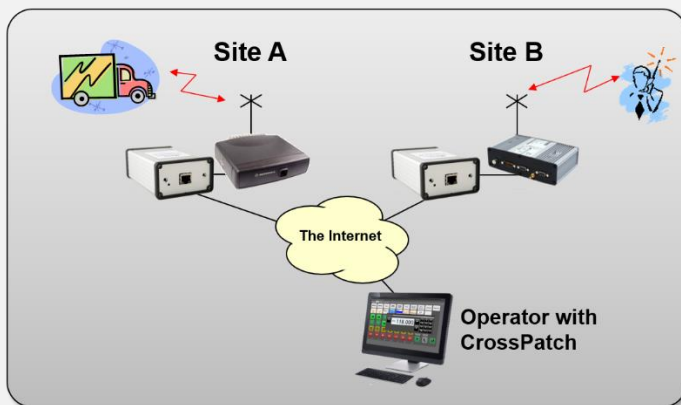 Site A
Site B
The Internet
Operator with
CrossPatch